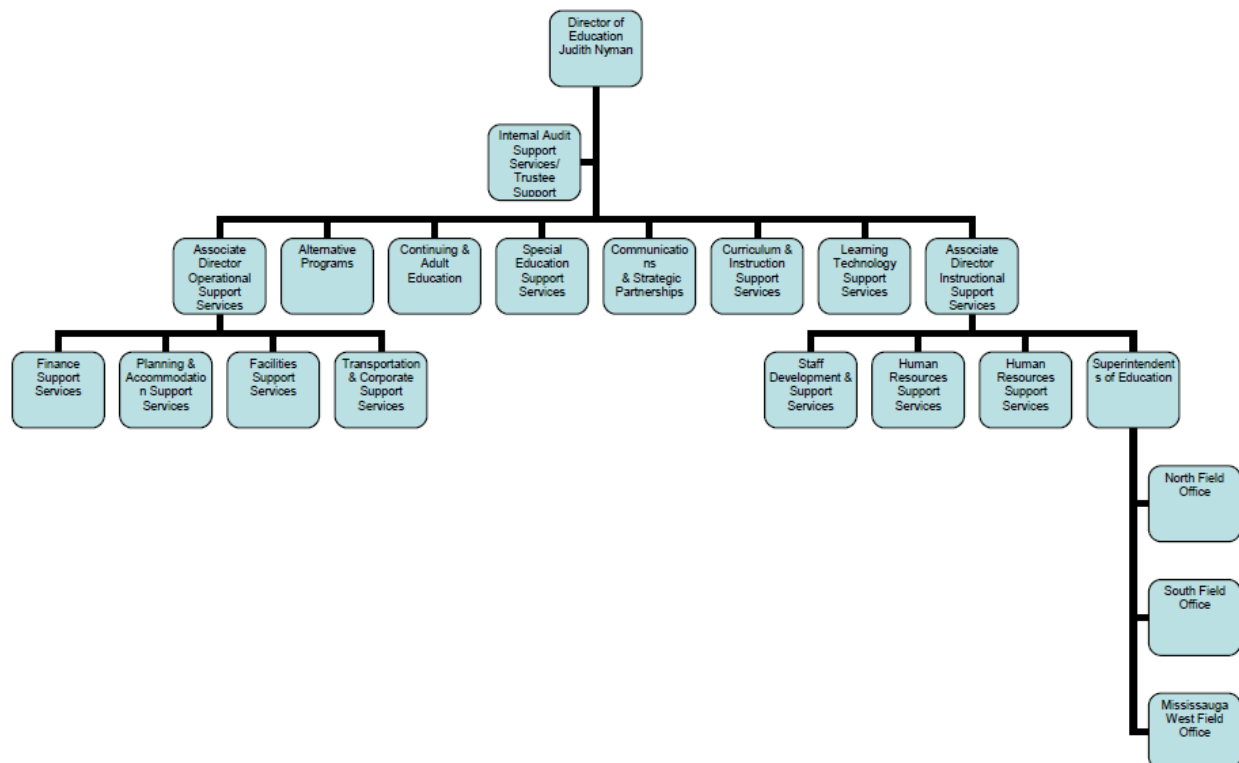 Director of
Education
Judith Nyman
Internal Audit
Support
Services/
Trustee
Support
Associate
Director
Operational
Support
Services
Alternative
Programs
Continuing &
Adult
Education
Special
Education
Support
Services
Communicatio
ns
& Strategic
Partnerships
Curriculum &
Instruction
Support
Services
Learning
Technology
Support
Services
Associate
Director
Instructional
Support
Services
Finance
Support
Services
Planning &
Accommodatio
n Support
Services
Facilities
Support
Services
Transportation
& Corporate
Support
Services
Staff
Development &
Support
Services
Human
Resources
Support
Services
Human
Resources
Support
Services
Superintendent
s of Education
North Field
Office
South Field
Office
Mississauga
West Field
Office